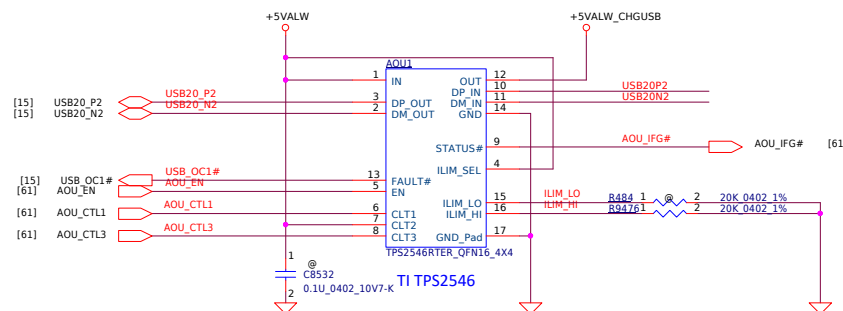 +5VALW
+5VALW_CHGUSB
AOU1
1 IN OUT 12
DP_IN 10 USB20P2
[15] USB20_P2 USB20_P2 3 DP_OUT DM_IN 11 USB20N2
[15] USB20_N2 USB20_N2 2 DM_OUT GND 14
STATUS# 9 AOU_IFG# AOU_IFG# [61
ILIM_SEL 4
[15] USB_OC1# USB_OC1# 13 FAULT#
[61] AOU_EN AOU_EN 5 EN
ILIM_LO 15 ILIM_LO R484 1 @ 2 20K_0402_1%
[61] AOU_CTL1 AOU_CTL1 6 CLT1 ILIM_HI 16 ILIM_HI R9476 1 2 20K_0402_1%
7 CLT2
[61] AOU_CTL3 AOU_CTL3 8 CLT3 GND_Pad 17
TPS2546RTER_QFN16_4X4
1
@
C8532
TI TPS2546
2 0.1U_0402_10V7-K